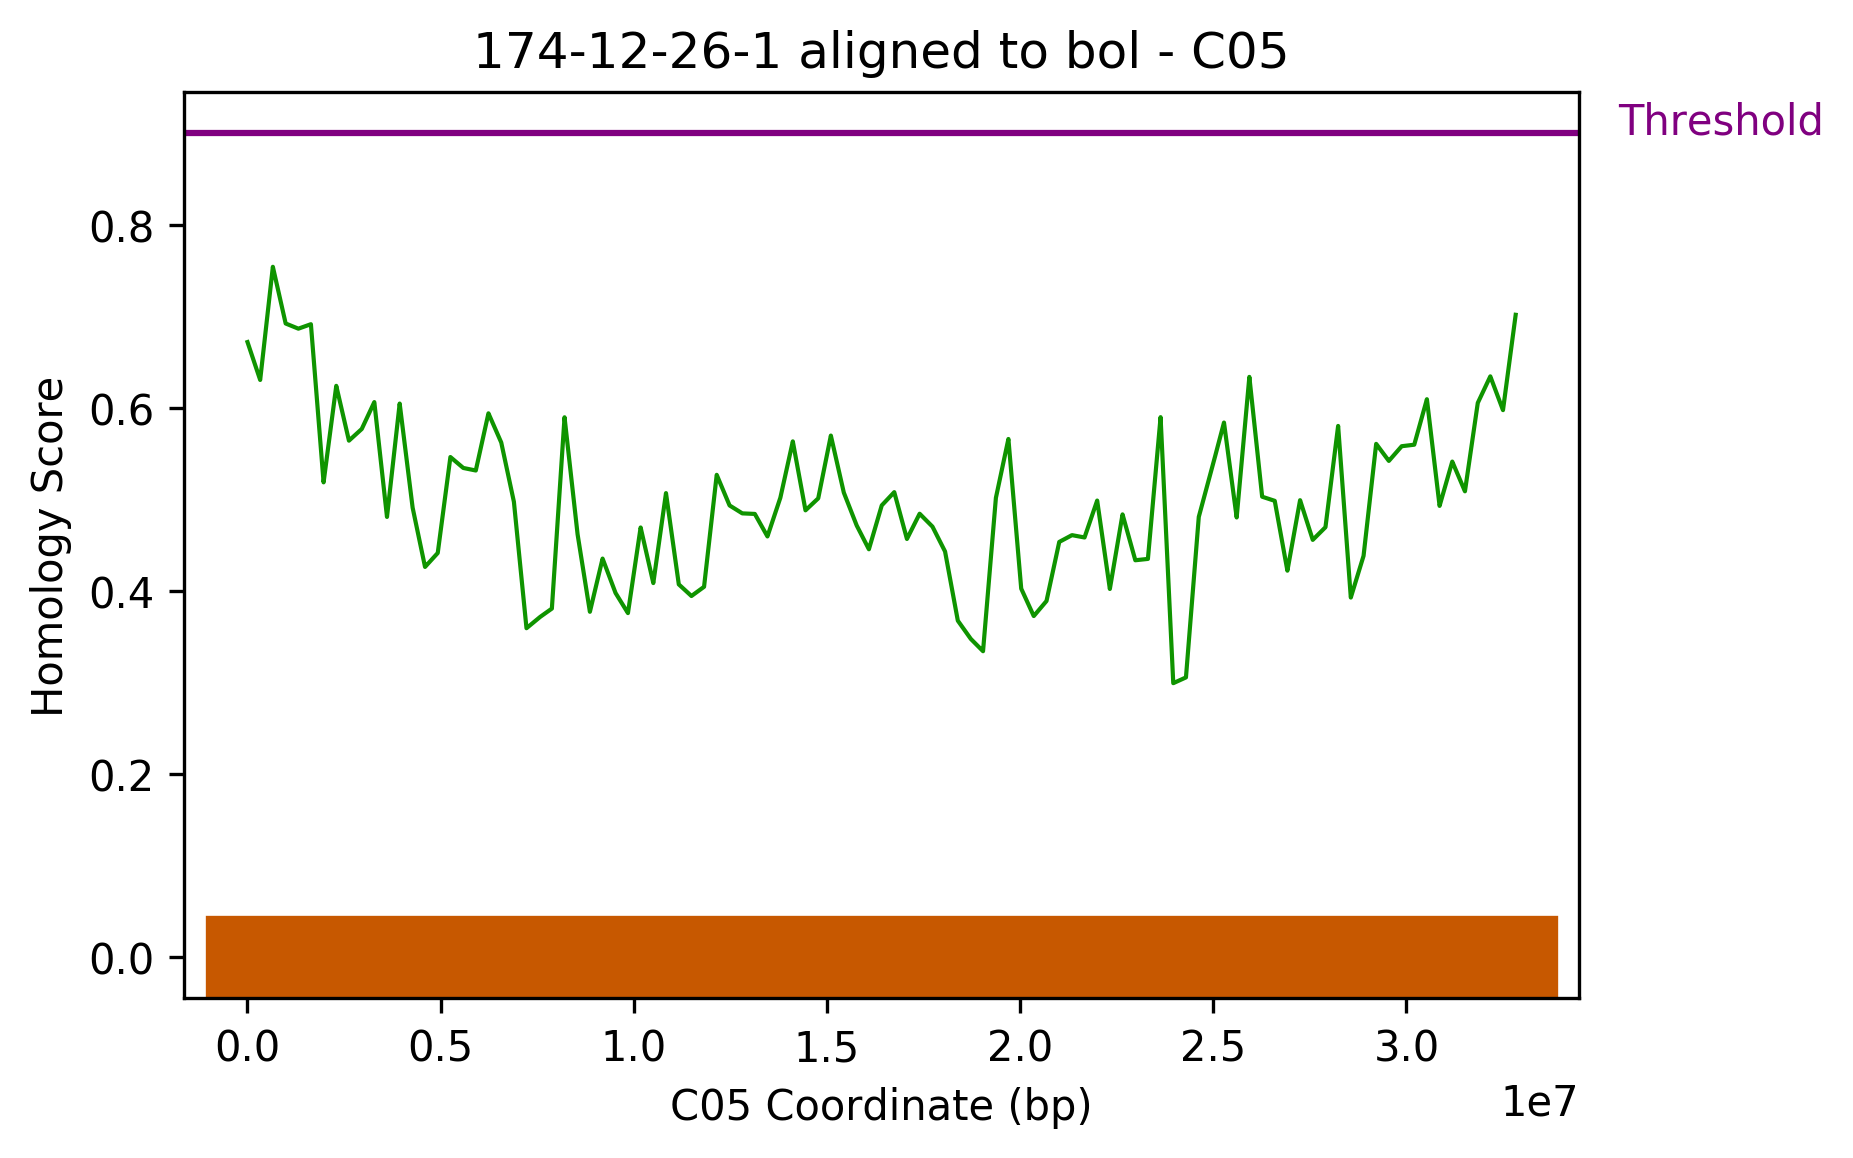 174-12-26-1 aligned to bol - C05
Threshold
Homology Score
0.8
0.6
0.4
0.2
0.0
0.0 0.5 1.0 1.5 2.0 2.5 3.0
1e7
C05 Coordinate (bp)